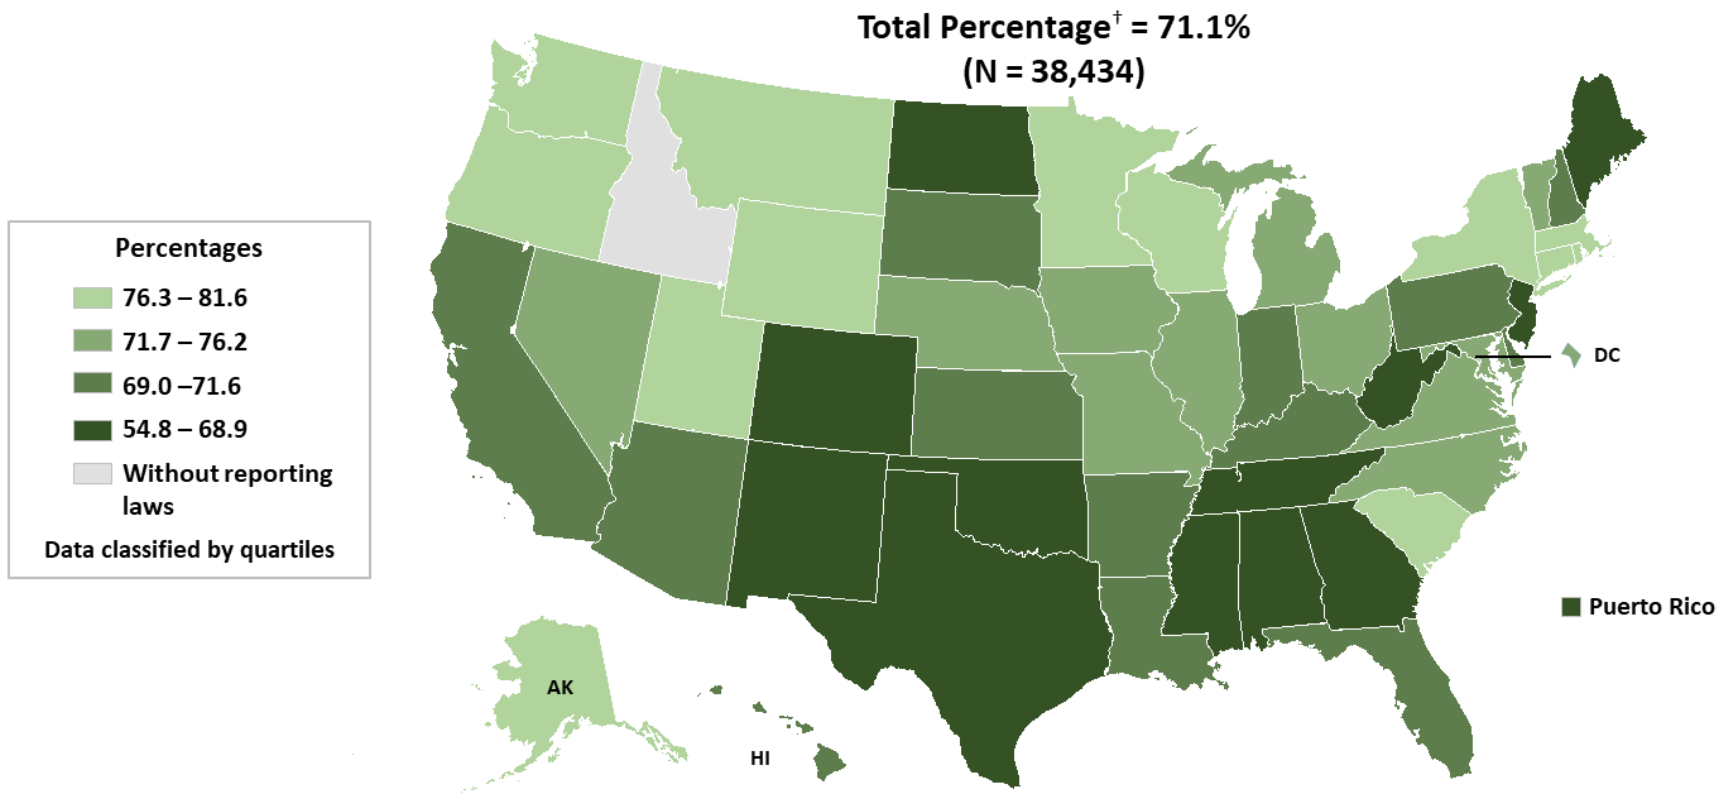 Total Percentage† = 71.1%
(N = 38,434)
Percentages
76.3 – 81.6
71.7 – 76.2
69.0 –71.6
54.8 – 68.9
Without reporting
laws
Data classified by quartiles
DC
Puerto Rico
AK
HI